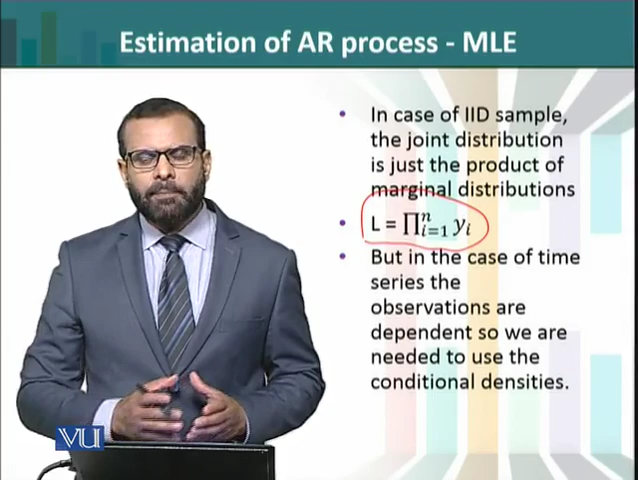 Estimation of AR process - MLE
• In case of IID sample,
the joint distribution
is just the product of
marginal distributions
• L = ∏ⁿᵢ₌₁ yᵢ
• But in the case of time
series the
observations are
dependent so we are
needed to use the
conditional densities.
VU